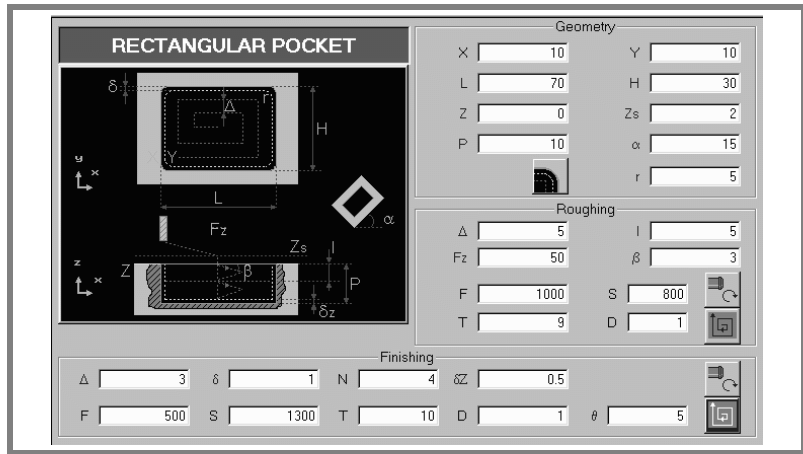 RECTANGULAR POCKET
δ
Δ
r
H
X Y
y
x
L
α
Fz
Zs
I
z
x
Z
β
P
δz
Geometry
X 10 Y 10
L 70 H 30
Z 0 Zs 2
P 10 α 15
r 5
Roughing
Δ 5 I 5
Fz 50 β 3
F 1000 S 800
T 9 D 1
Finishing
Δ 3 δ 1 N 4 δZ 0.5
F 500 S 1300 T 10 D 1 θ 5